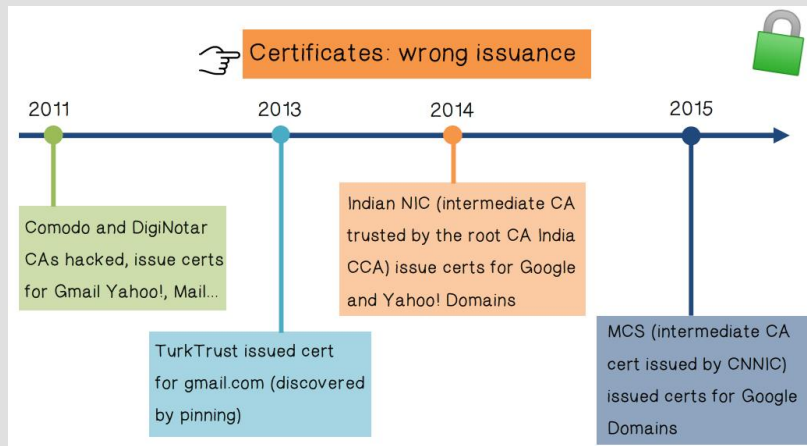 Certificates: wrong issuance
2011
2013
2014
2015
Comodo and DigiNotar
CAs hacked, issue certs
for Gmail Yahoo!, Mail...
TurkTrust issued cert
for gmail.com (discovered
by pinning)
Indian NIC (intermediate CA
trusted by the root CA India
CCA) issue certs for Google
and Yahoo! Domains
MCS (intermediate CA
cert issued by CNNIC)
issued certs for Google
Domains